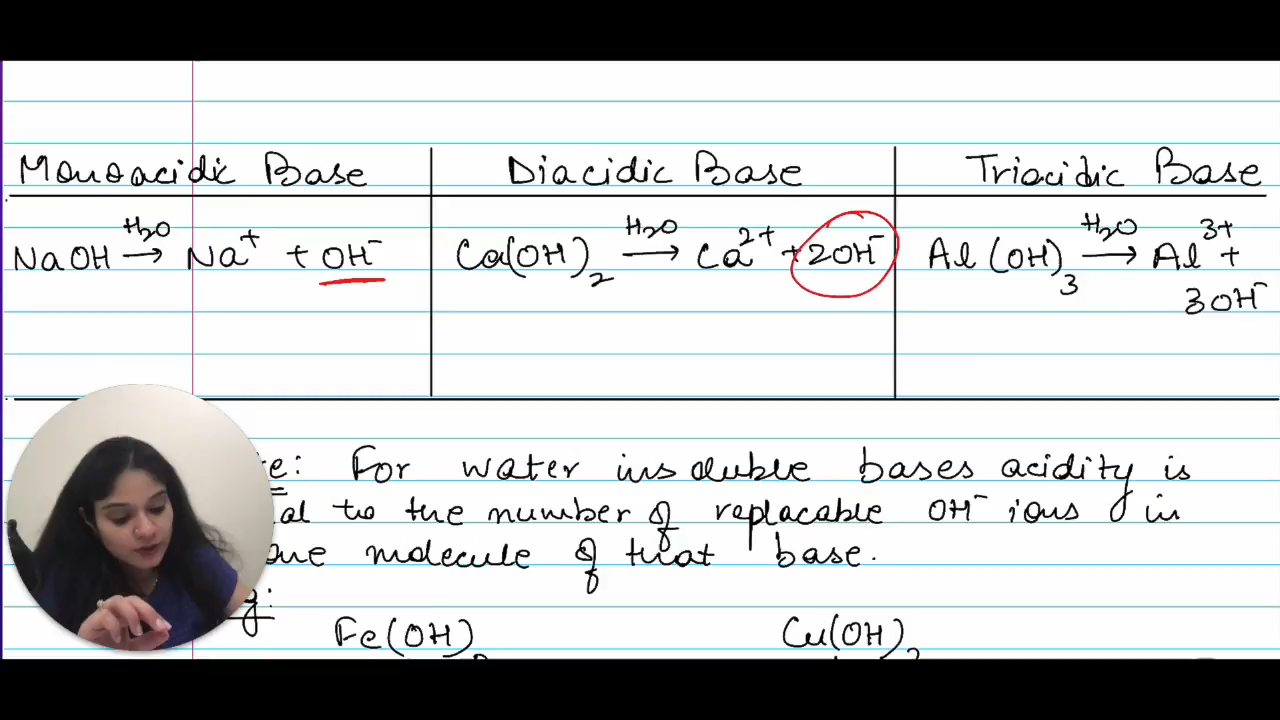 Monoacidic Base
Diacidic Base
Triacidic Base
NaOH →H₂O Na⁺ + OH⁻
Ca(OH)₂ →H₂O Ca²⁺ + 2OH⁻
Al(OH)₃ →H₂O Al³⁺ +
3OH⁻
e: For water insoluble bases acidity is
al to the number of replacable OH⁻ ions in
one molecule of that base.
g:
Fe(OH)
Cu(OH)₂